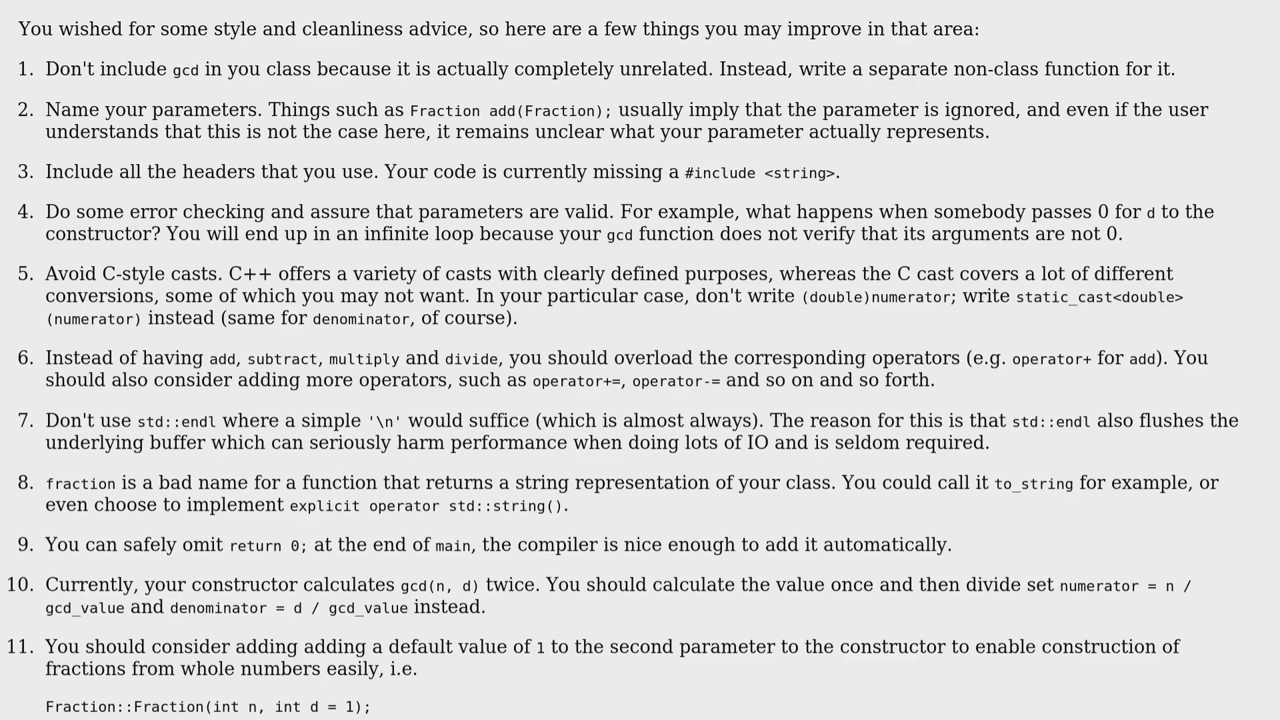 You wished for some style and cleanliness advice, so here are a few things you may improve in that area:
1. Don't include gcd in you class because it is actually completely unrelated. Instead, write a separate non-class function for it.
2. Name your parameters. Things such as Fraction add(Fraction); usually imply that the parameter is ignored, and even if the user
understands that this is not the case here, it remains unclear what your parameter actually represents.
3. Include all the headers that you use. Your code is currently missing a #include <string>.
4. Do some error checking and assure that parameters are valid. For example, what happens when somebody passes 0 for d to the
constructor? You will end up in an infinite loop because your gcd function does not verify that its arguments are not 0.
5. Avoid C-style casts. C++ offers a variety of casts with clearly defined purposes, whereas the C cast covers a lot of different
conversions, some of which you may not want. In your particular case, don't write (double)numerator; write static_cast<double>
(numerator) instead (same for denominator, of course).
6. Instead of having add, subtract, multiply and divide, you should overload the corresponding operators (e.g. operator+ for add). You
should also consider adding more operators, such as operator+=, operator-= and so on and so forth.
7. Don't use std::endl where a simple '\n' would suffice (which is almost always). The reason for this is that std::endl also flushes the
underlying buffer which can seriously harm performance when doing lots of IO and is seldom required.
8. fraction is a bad name for a function that returns a string representation of your class. You could call it to_string for example, or
even choose to implement explicit operator std::string().
9. You can safely omit return 0; at the end of main, the compiler is nice enough to add it automatically.
10. Currently, your constructor calculates gcd(n, d) twice. You should calculate the value once and then divide set numerator = n /
gcd_value and denominator = d / gcd_value instead.
11. You should consider adding adding a default value of 1 to the second parameter to the constructor to enable construction of
fractions from whole numbers easily, i.e.
Fraction::Fraction(int n, int d = 1);